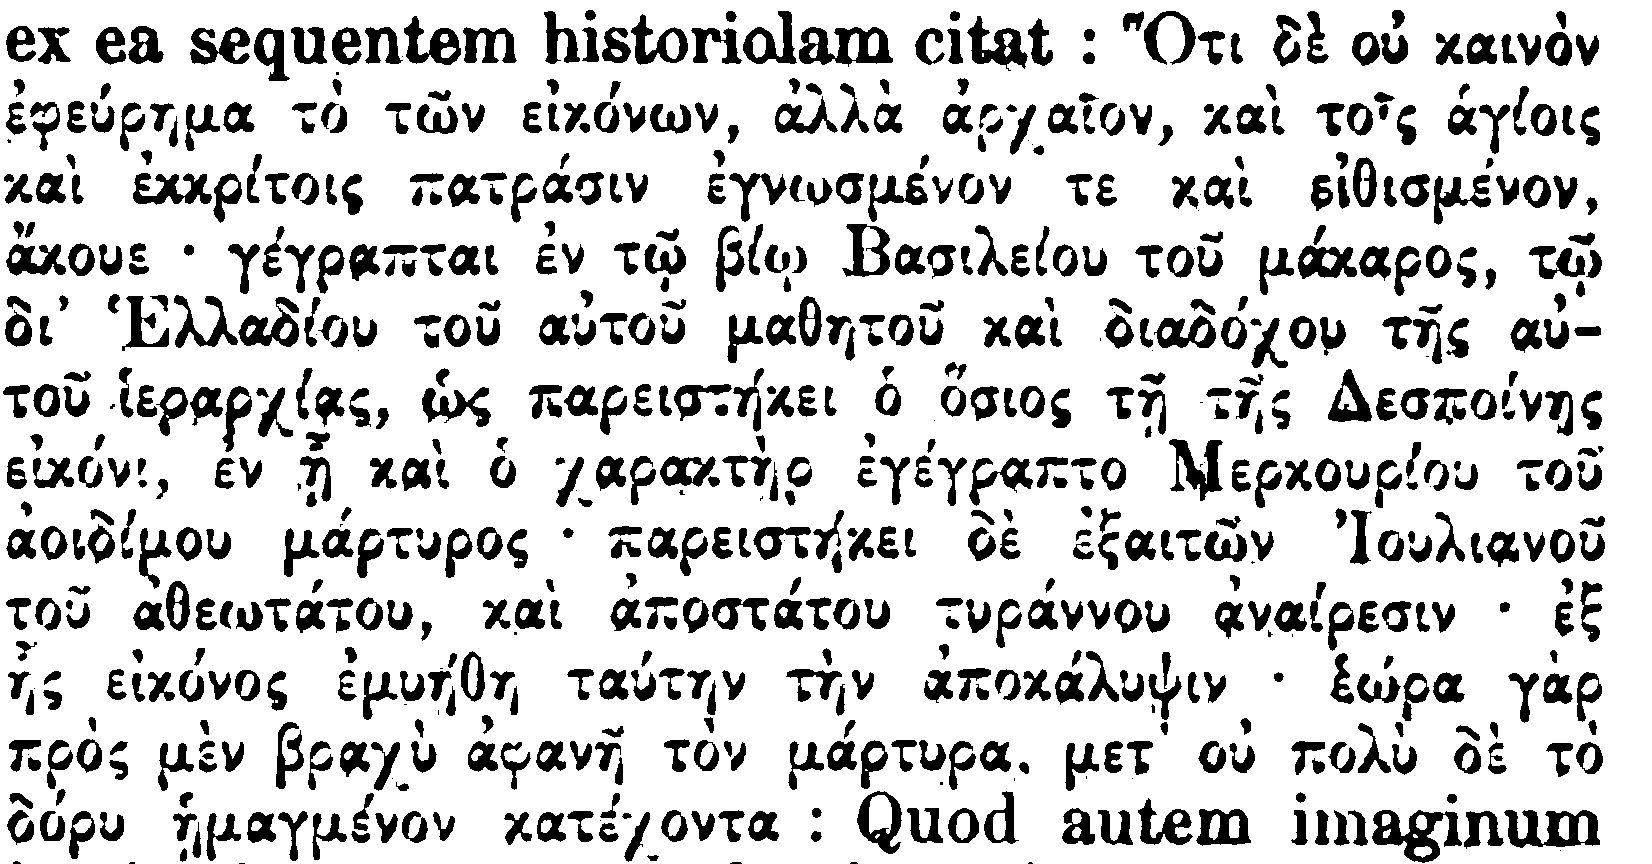 ex ea sequentem historiolam citat : Ὅτι δὲ οὐ καινὸν
ἐφεύρημα τὸ τῶν εἰκόνων, ἀλλὰ ἀρχαῖον, καὶ τοῖς ἁγίοις
καὶ ἐκκρίτοις πατράσιν ἐγνωσμένον τε καὶ εἰθισμένον,
ἄκουε · γέγραπται ἐν τῷ βίῳ Βασιλείου τοῦ μάκαρος, τῷ
δι’ Ἑλλαδίου τοῦ αὐτοῦ μαθητοῦ καὶ διαδόχου τῆς αὐ-
τοῦ ἱεραρχίας, ὡς παρειστήκει ὁ ὅσιος τῇ τῆς Δεσποίνης
εἰκόνι, ἐν ᾗ καὶ ὁ χαρακτὴρ ἐγέγραπτο Μερκουρίου τοῦ
ἀοιδίμου μάρτυρος · παρειστήκει δὲ ἐξαιτῶν Ἰουλιανοῦ
τοῦ ἀθεωτάτου, καὶ ἀποστάτου τυράννου ἀναίρεσιν · ἐξ
ἧς εἰκόνος ἐμυήθη ταύτην τὴν ἀποκάλυψιν · ἑώρα γὰρ
πρὸς μὲν βραχὺ ἀφανῆ τὸν μάρτυρα. μετ’ οὐ πολὺ δὲ τὸ
δόρυ ἡμαγμένον κατέχοντα : Quod autem imaginum